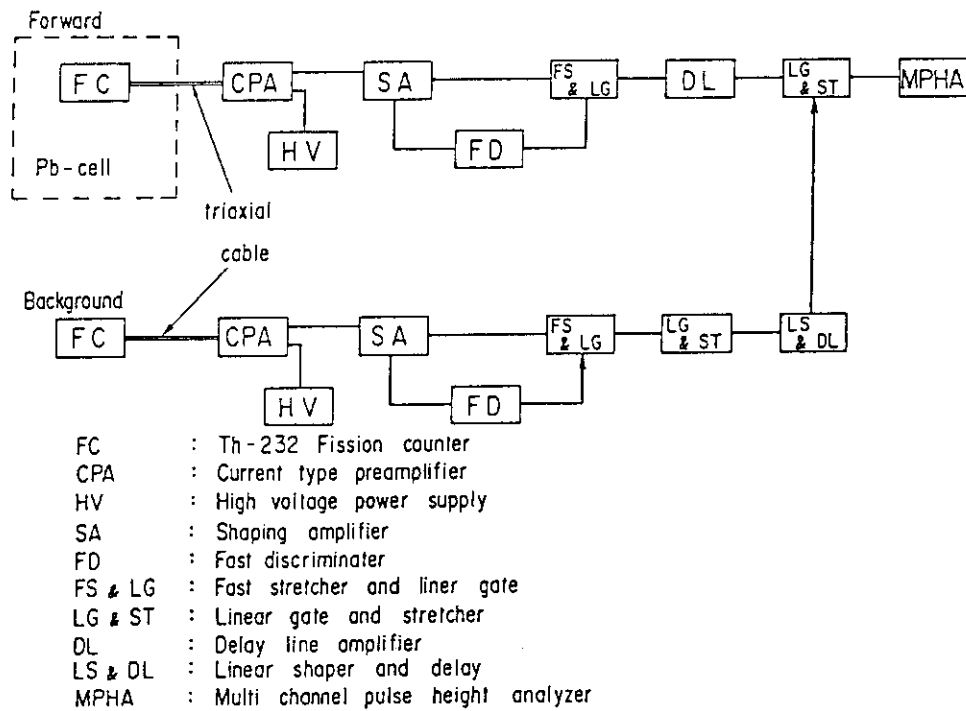 Forward
FC
CPA
SA
FS & LG
DL
LG & ST
MPHA
HV
FD
Pb-cell
triaxial
cable
Background
FC
CPA
SA
FS & LG
LG & ST
LS & DL
HV
FD
FC : Th-232 Fission counter
CPA : Current type preamplifier
HV : High voltage power supply
SA : Shaping amplifier
FD : Fast discriminater
FS & LG : Fast stretcher and liner gate
LG & ST : Linear gate and stretcher
DL : Delay line amplifier
LS & DL : Linear shaper and delay
MPHA : Multi channel pulse height analyzer